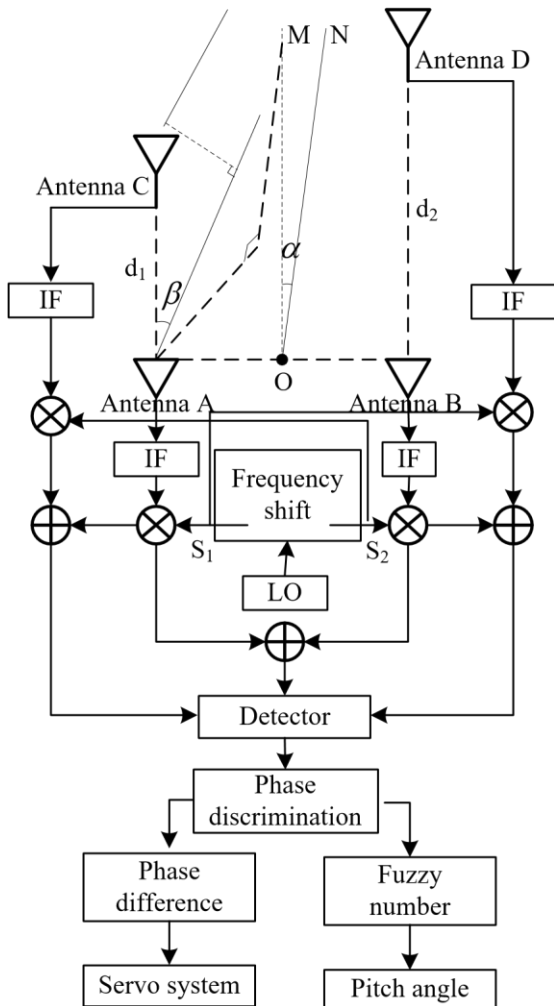 M
N
Antenna D
Antenna C
d₁
d₂
α
β
IF
IF
O
Antenna A
Antenna B
IF
IF
Frequency
shift
S₁
S₂
LO
Detector
Phase
discrimination
Phase
difference
Fuzzy
number
Servo system
Pitch angle